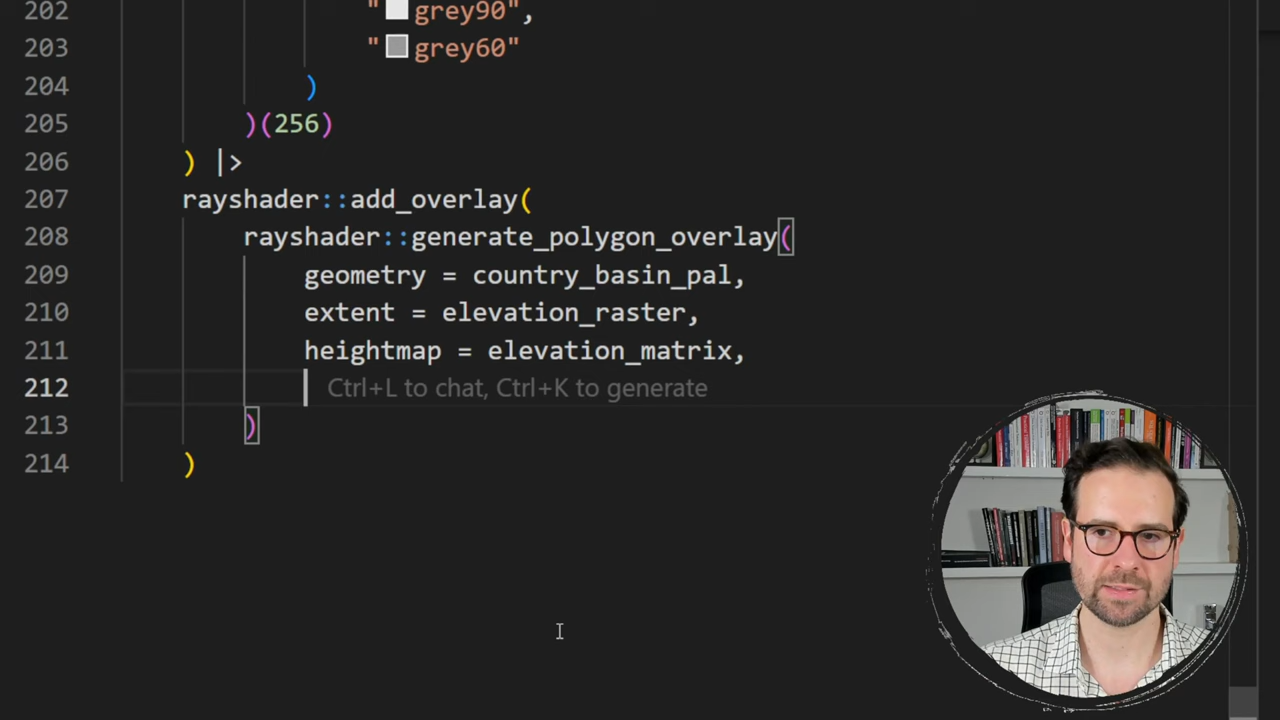 202 "grey90",
203 "grey60"
204 )
205 )(256)
206 ) |>
207 rayshader::add_overlay(
208 rayshader::generate_polygon_overlay(
209 geometry = country_basin_pal,
210 extent = elevation_raster,
211 heightmap = elevation_matrix,
212 Ctrl+L to chat, Ctrl+K to generate
213 )
214 )